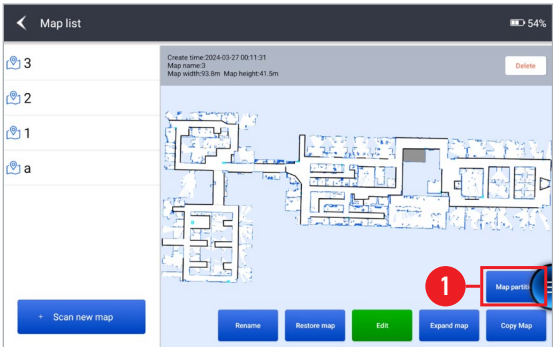 Map list
54%
3
2
1
a
+ Scan new map
Create time:2024-03-27 00:11:31
Map name:3
Map width:93.8m Map height:41.5m
Delete
1
Map partiti
Rename
Restore map
Edit
Expand map
Copy Map